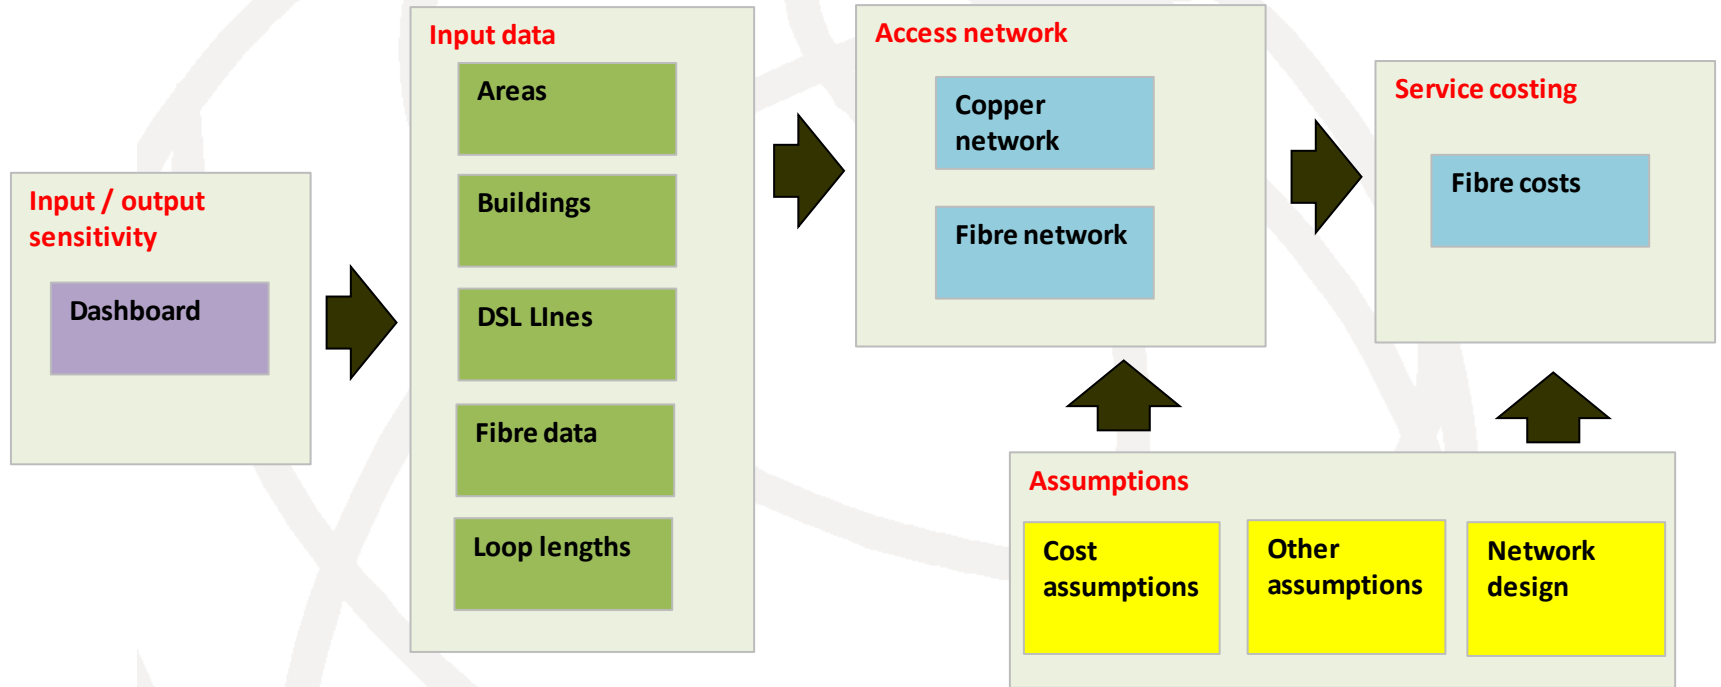 Input / output
sensitivity
Dashboard
Input data
Areas
Buildings
DSL LInes
Fibre data
Loop lengths
Access network
Copper
network
Fibre network
Service costing
Fibre costs
Assumptions
Cost
assumptions
Other
assumptions
Network
design